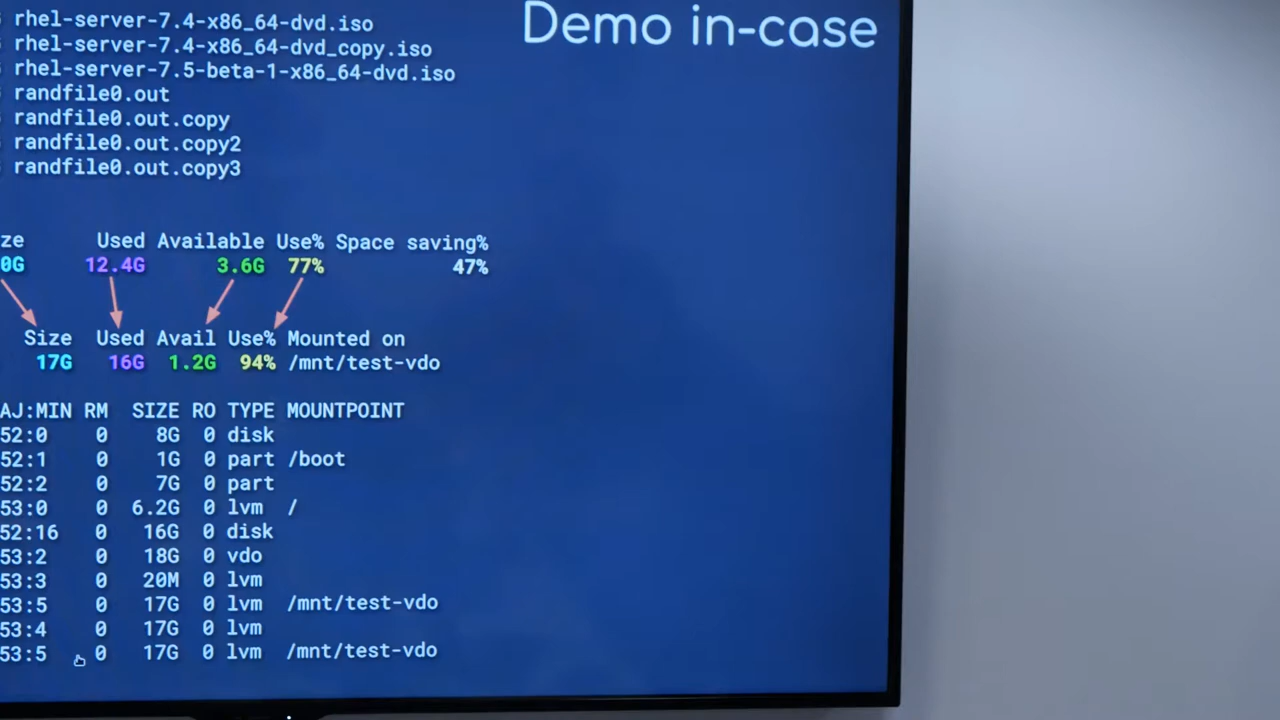 Demo in-case
rhel-server-7.4-x86_64-dvd.iso
rhel-server-7.4-x86_64-dvd_copy.iso
rhel-server-7.5-beta-1-x86_64-dvd.iso
randfile0.out
randfile0.out.copy
randfile0.out.copy2
randfile0.out.copy3
ze Used Available Use% Space saving%
0G 12.4G 3.6G 77% 47%
Size Used Avail Use% Mounted on
17G 16G 1.2G 94% /mnt/test-vdo
AJ:MIN RM SIZE RO TYPE MOUNTPOINT
52:0 0 8G 0 disk
52:1 0 1G 0 part /boot
52:2 0 7G 0 part
53:0 0 6.2G 0 lvm /
52:16 0 16G 0 disk
53:2 0 18G 0 vdo
53:3 0 20M 0 lvm
53:5 0 17G 0 lvm /mnt/test-vdo
53:4 0 17G 0 lvm
53:5 0 17G 0 lvm /mnt/test-vdo